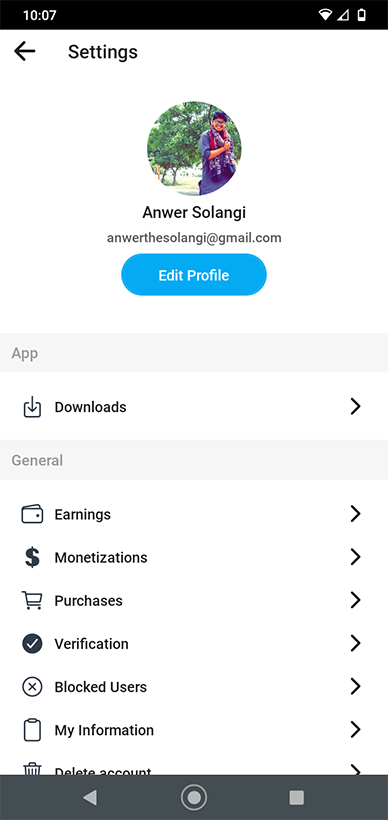 10:07
Settings
Anwer Solangi
anwerthesolangi@gmail.com
Edit Profile
App
Downloads
General
Earnings
Monetizations
Purchases
Verification
Blocked Users
My Information
Delete account